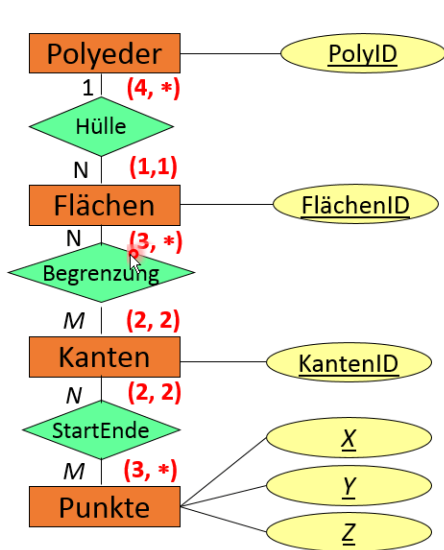 Polyeder
PolyID
1
(4, *)
Hülle
N
(1,1)
Flächen
FlächenID
N
(3, *)
Begrenzung
M
(2, 2)
Kanten
KantenID
N
(2, 2)
StartEnde
X
M
(3, *)
Y
Punkte
Z